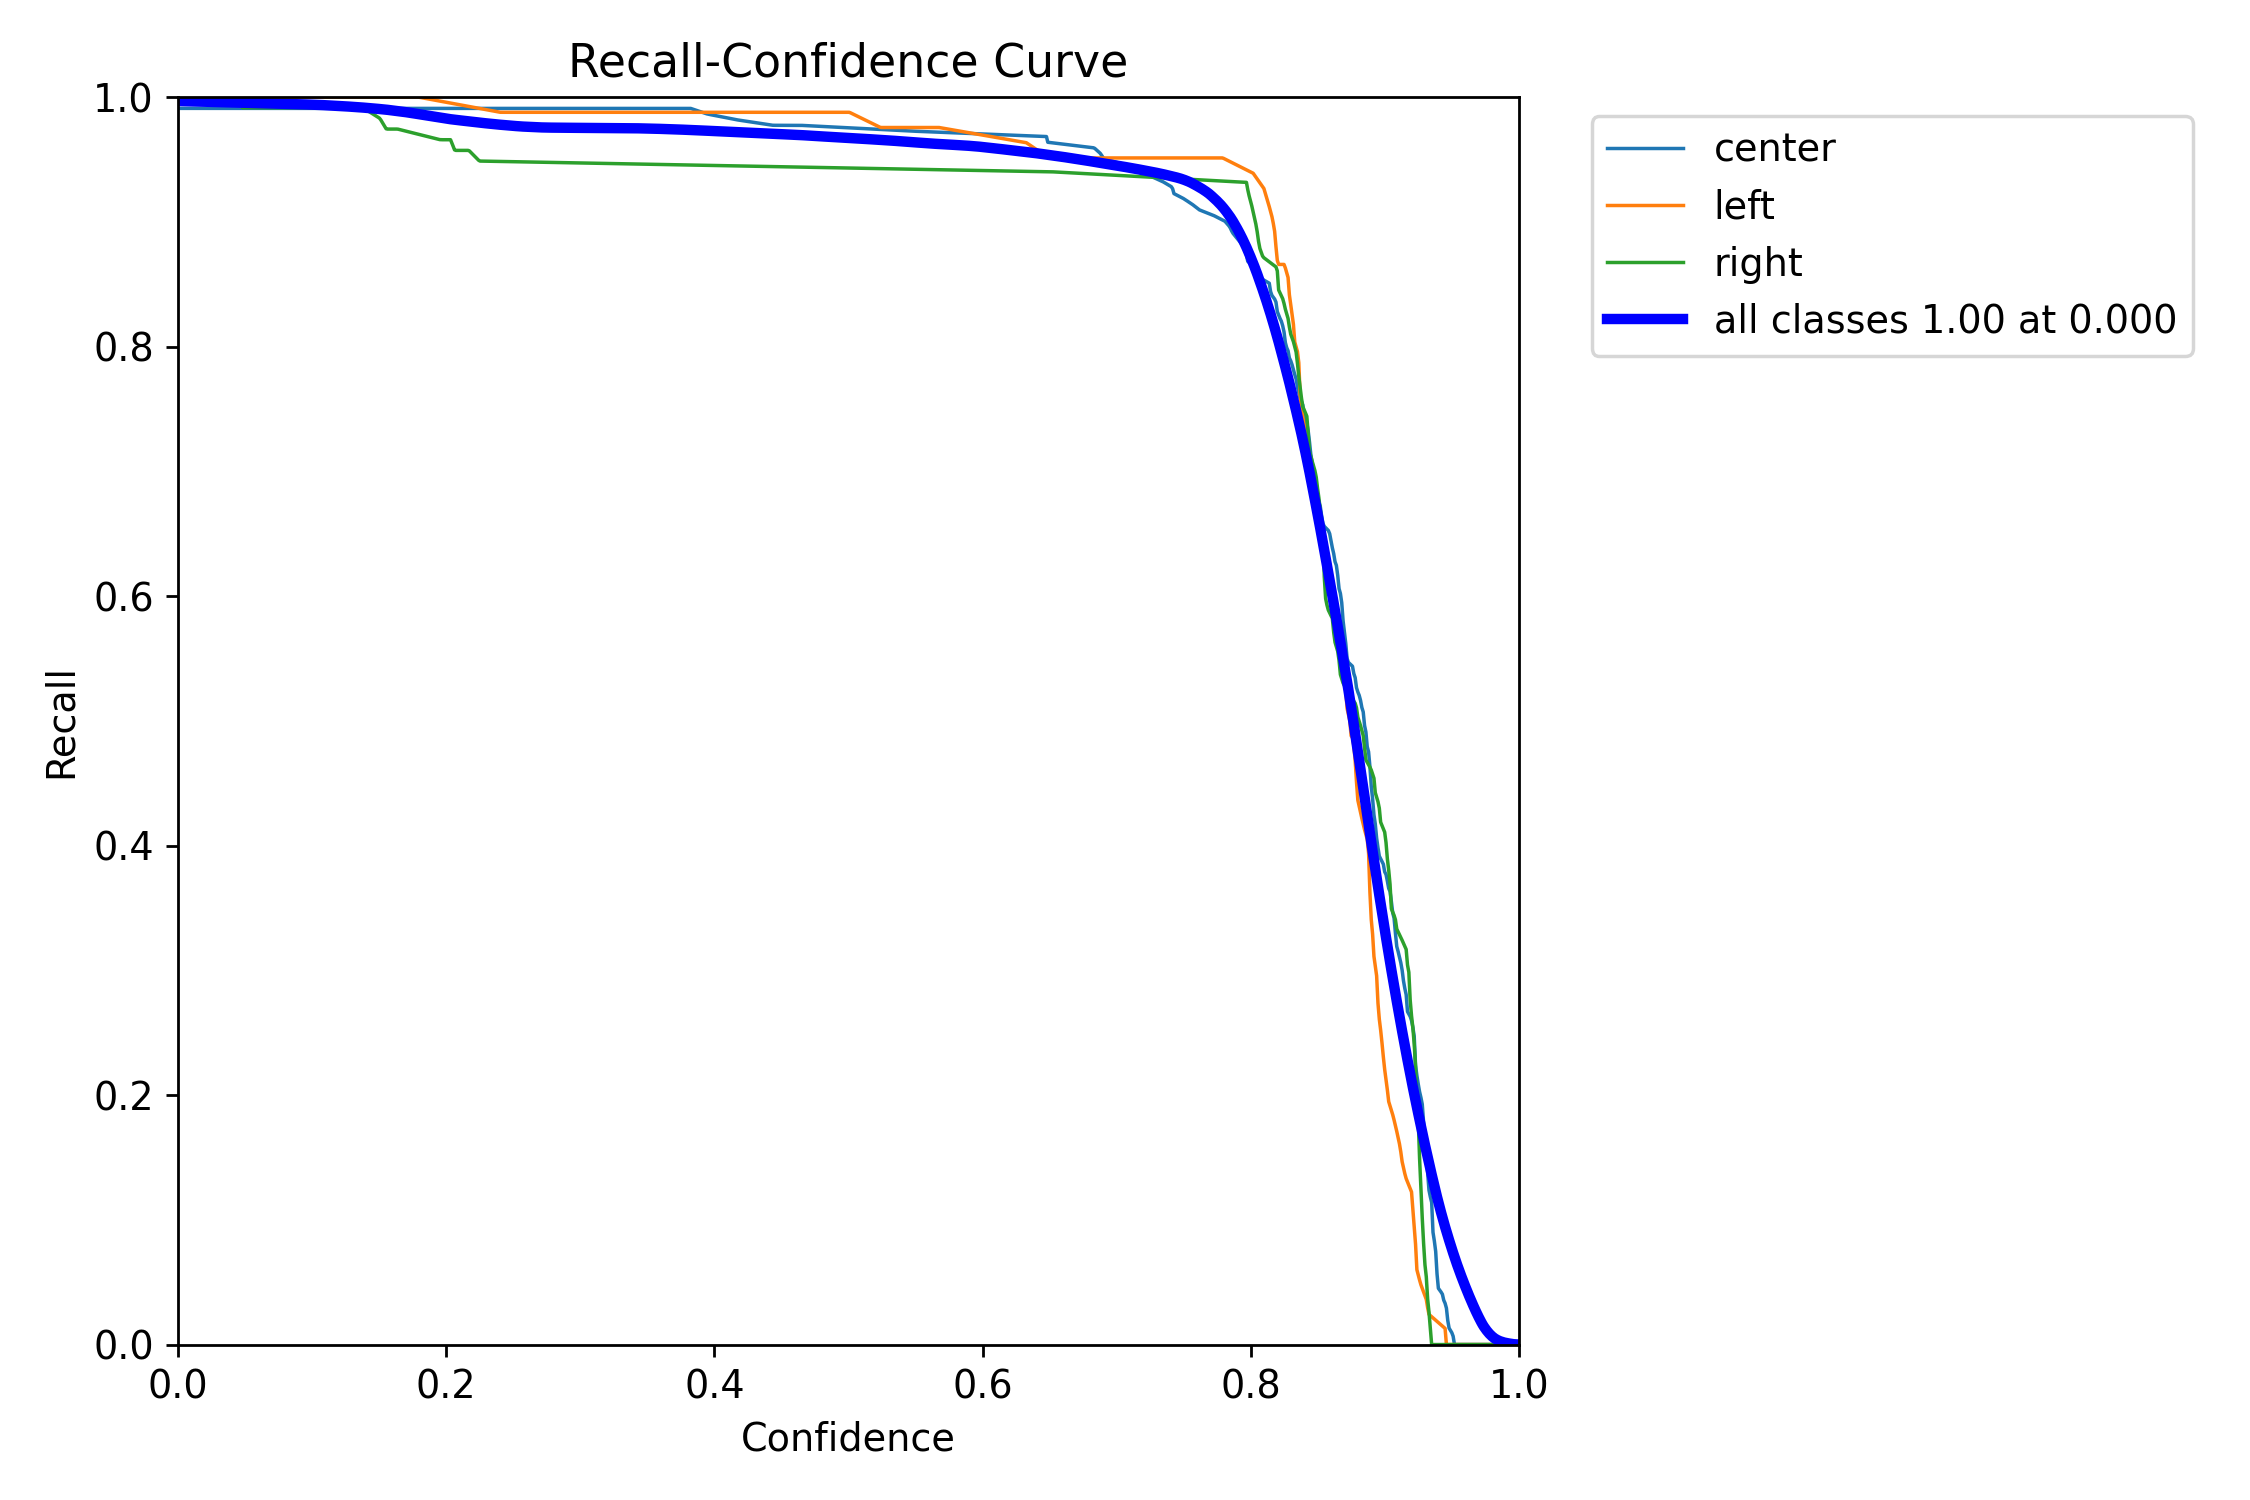 Recall-Confidence Curve
1.0
0.8
0.6
0.4
0.2
0.0
Recall
0.0 0.2 0.4 0.6 0.8 1.0
Confidence
center
left
right
all classes 1.00 at 0.000